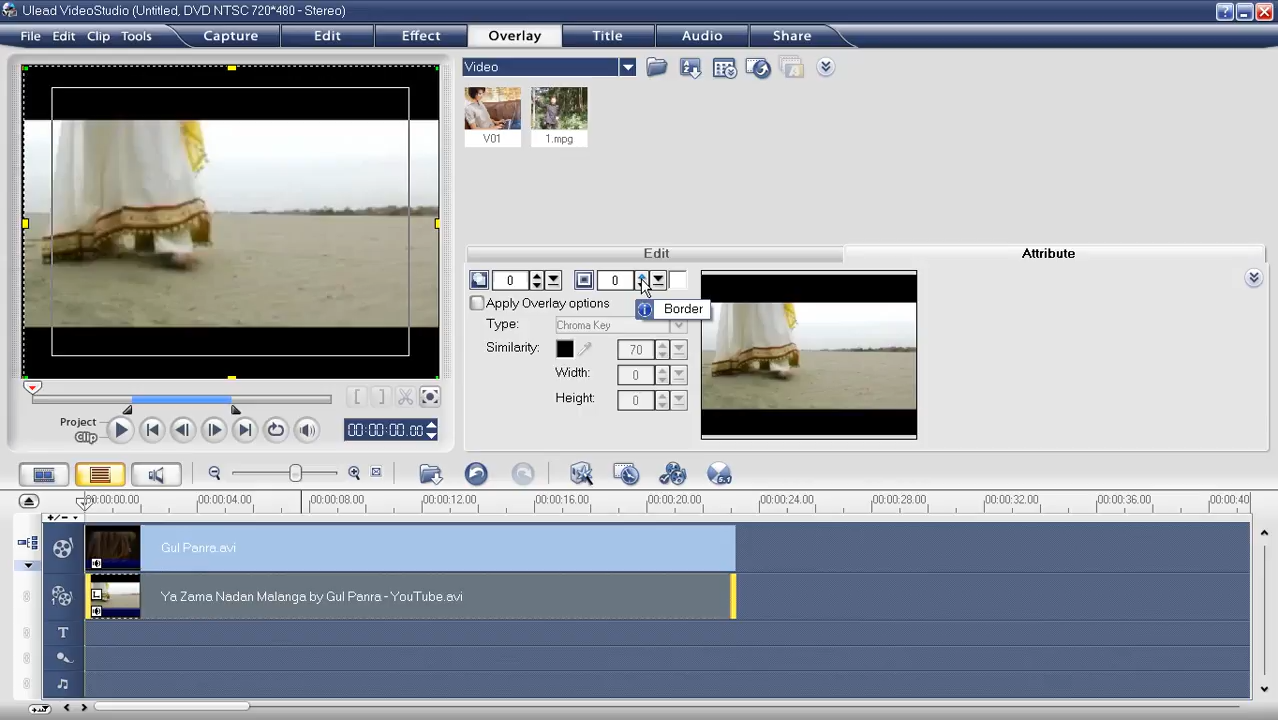 Ulead VideoStudio (Untitled, DVD NTSC 720*480 - Stereo)
File Edit Clip Tools Capture Edit Effect Overlay Title Audio Share
Video
V01 1.mpg
Edit Attribute
0 0
Apply Overlay options
Border
Type: Chroma Key
Similarity: 70
Width: 0
Height: 0
Project
Clip
00:00:00.00
00:00:00.00 00:00:04.00 00:00:08.00 00:00:12.00 00:00:16.00 00:00:20.00 00:00:24.00 00:00:28.00 00:00:32.00 00:00:36.00 00:00:40
Gul Panra.avi
Ya Zama Nadan Malanga by Gul Panra - YouTube.avi